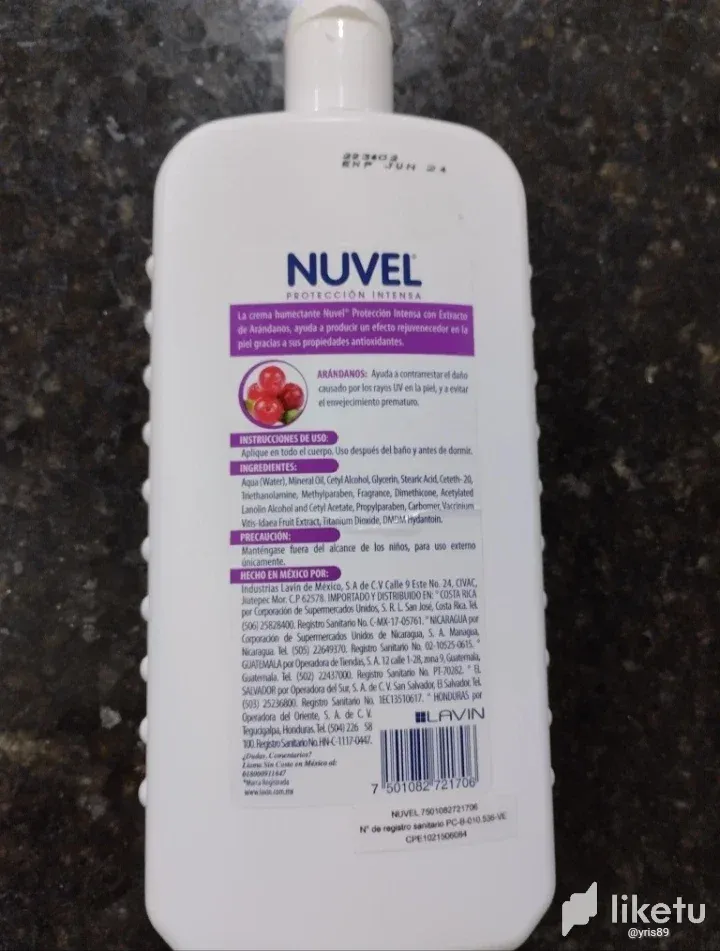 223403
EXP JUN 24
NUVEL®
PROTECCIÓN INTENSA
La crema humectante Nuvel® Protección Intensa con Extracto
de Arándanos, ayuda a producir un efecto rejuvenecedor en la
piel gracias a sus propiedades antioxidantes.
ARÁNDANOS: Ayuda a contrarrestar el daño
causado por los rayos UV en la piel, y a evitar
el envejecimiento prematuro.
INSTRUCCIONES DE USO:
Aplique en todo el cuerpo. Uso después del baño y antes de dormir.
INGREDIENTES:
Aqua (Water), Mineral Oil, Cetyl Alcohol, Glycerin, Stearic Acid, Ceteth- 20,
Triethanolamine, Methylparaben, Fragrance, Dimethicone, Acetylated
Lanolin Alcohol and Cetyl Acetate, Propylparaben, Carbomer, Vaccinium
Vitis-Idaea Fruit Extract, Titanium Dioxide, DMDM Hydantoin.
PRECAUCIÓN:
Manténgase fuera del alcance de los niños, para uso externo
únicamente.
HECHO EN MÉXICO POR:
Industrias Lavin de México, S A de C.V Calle 9 Este No. 24, CIVAC,
Jiutepec Mor. C.P 62578. IMPORTADO Y DISTRIBUIDO EN: ° COSTA RICA
por Corporación de Supermercados Unidos, S. R. L. San José, Costa Rica. Tel.
(506) 25828400. Registro Sanitario No. C-MX-17-05761. ° NICARAGUA por
Corporación de Supermercados Unidos de Nicaragua, S. A. Managua,
Nicaragua. Tel. (505) 22649370. Registro Sanitario No. 02-10525-0615. °
GUATEMALA por Operadora de Tiendas, S. A. 12 calle 1-28, zona 9, Guatemala,
Guatemala. Tel. (502) 22437000. Registro Sanitario No. PT-70282. ° EL
SALVADOR por Operadora del Sur, S. A. de C. V. San Salvador, El Salvador. Tel.
(503) 25236800. Registro Sanitario No. 1EC13510617. ° HONDURAS por
Operadora del Oriente, S. A. de C. V.
Tegucigalpa, Honduras. Tel. (504) 226 58
100. Registro Sanitario No. HN-C-1117-0447.
¿Dudas, Comentarios?
Llama Sin Costo en México al:
018000911647
°Marca Registrada
www.lavin.com.mx
LAVIN
7 501082 721706
NUVEL 7501082721706
N° de registro sanitario PC-B-010.536-VE
CPE1021506084
liketu
@yris89